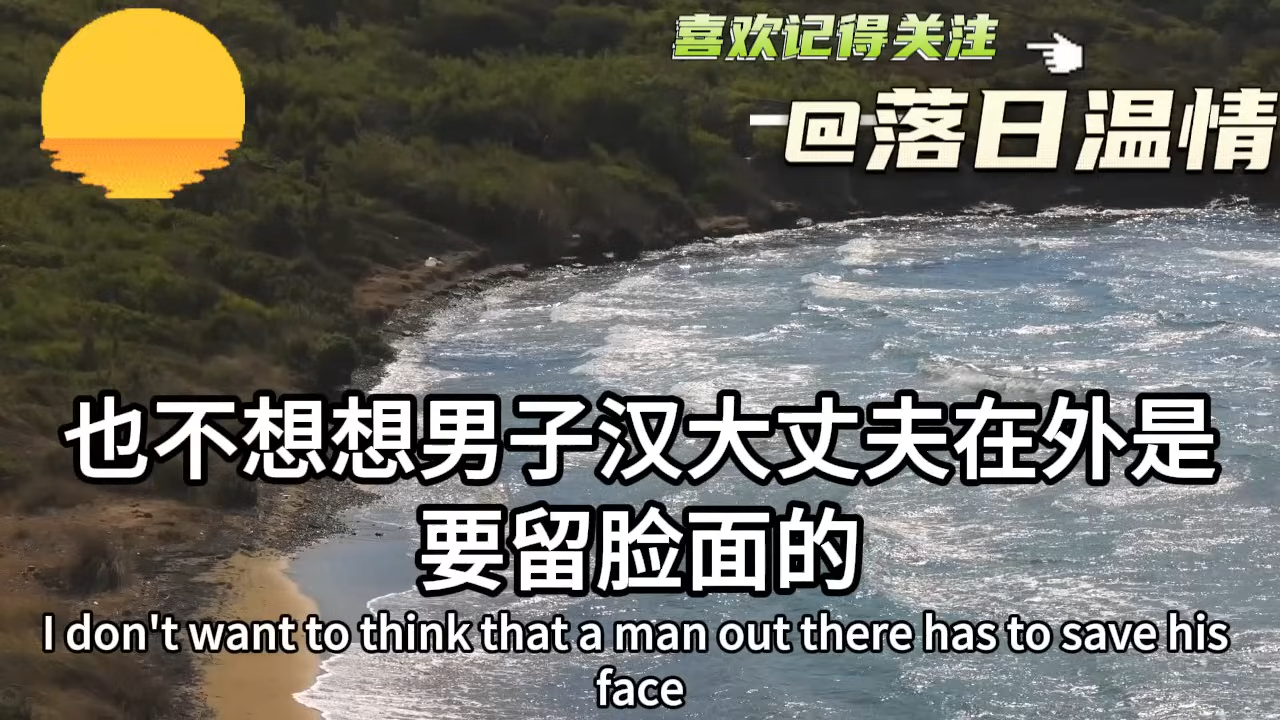 喜欢记得关注
@落日温情
也不想想男子汉大丈夫在外是
要留脸面的
I don't want to think that a man out there has to save his
face